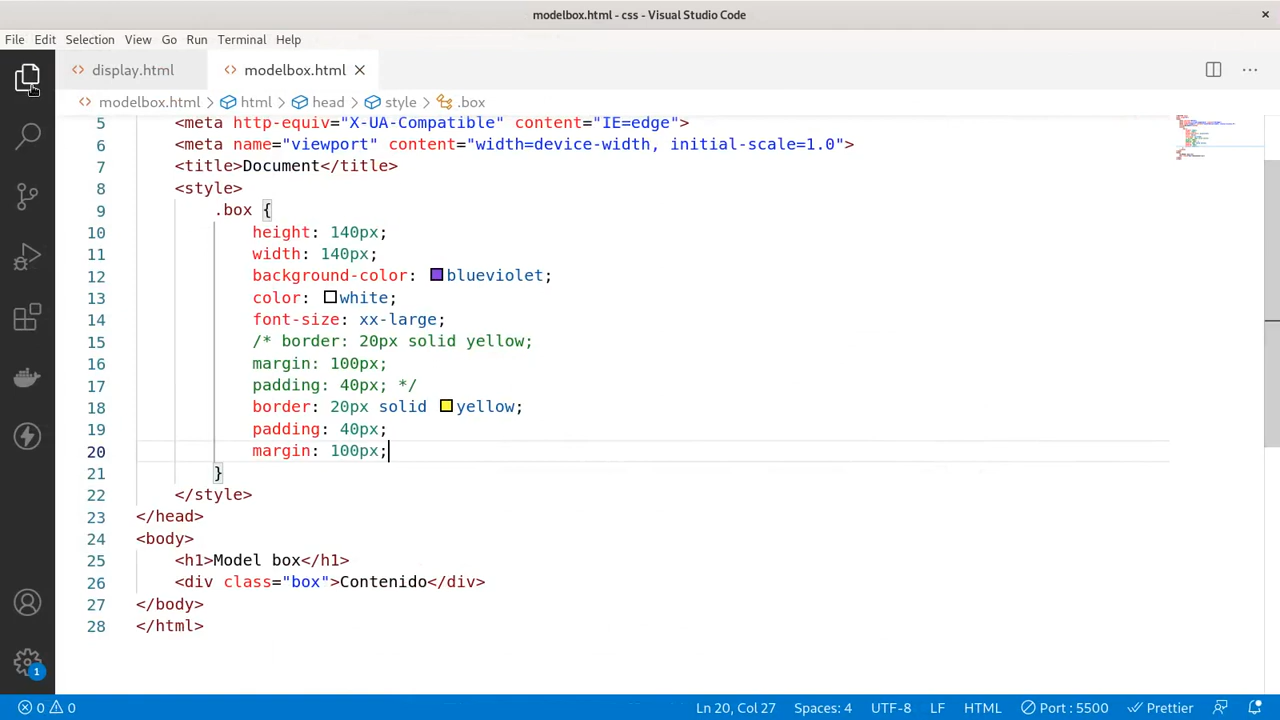 modelbox.html - css - Visual Studio Code
File Edit Selection View Go Run Terminal Help
display.html modelbox.html
modelbox.html > html > head > style > .box
5 <meta http-equiv="X-UA-Compatible" content="IE=edge">
6 <meta name="viewport" content="width=device-width, initial-scale=1.0">
7 <title>Document</title>
8 <style>
9 .box {
10 height: 140px;
11 width: 140px;
12 background-color: blueviolet;
13 color: white;
14 font-size: xx-large;
15 /* border: 20px solid yellow;
16 margin: 100px;
17 padding: 40px; */
18 border: 20px solid yellow;
19 padding: 40px;
20 margin: 100px;
21 }
22 </style>
23 </head>
24 <body>
25 <h1>Model box</h1>
26 <div class="box">Contenido</div>
27 </body>
28 </html>
1
0 0 Ln 20, Col 27 Spaces: 4 UTF-8 LF HTML Port : 5500 Prettier